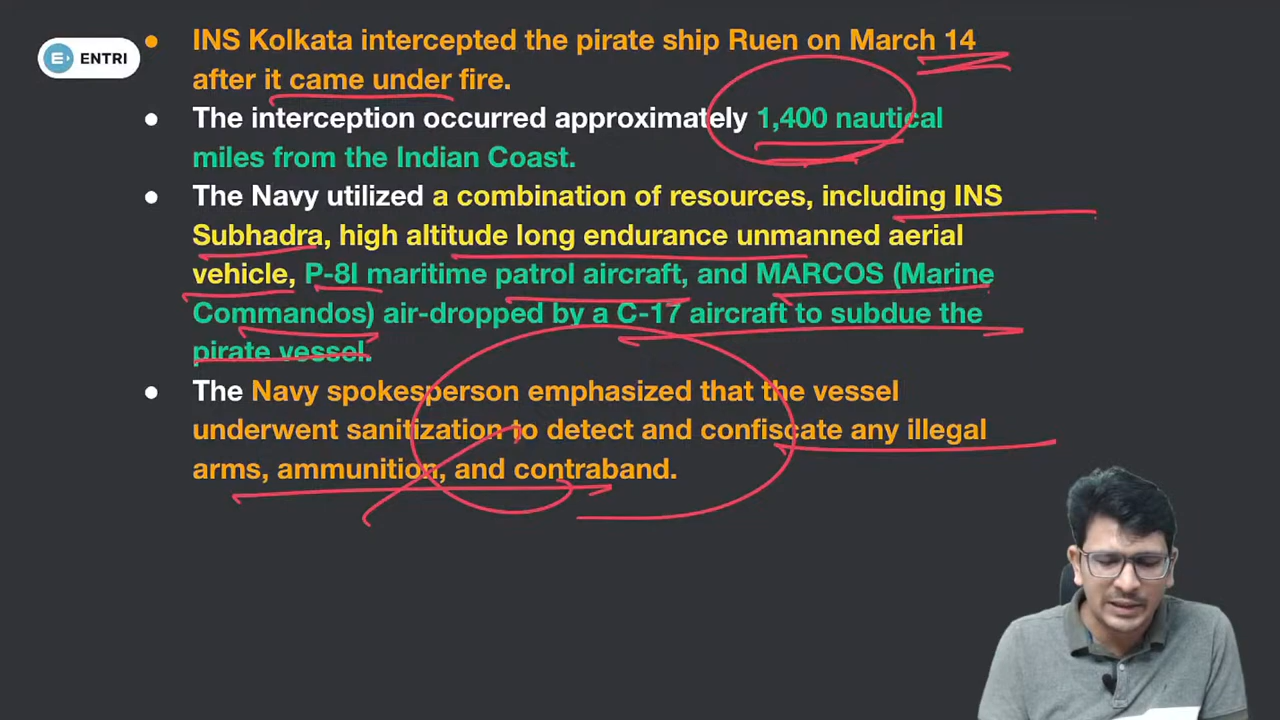 ENTRI
INS Kolkata intercepted the pirate ship Ruen on March 14
after it came under fire.
The interception occurred approximately 1,400 nautical
miles from the Indian Coast.
The Navy utilized a combination of resources, including INS
Subhadra, high altitude long endurance unmanned aerial
vehicle, P-8I maritime patrol aircraft, and MARCOS (Marine
Commandos) air-dropped by a C-17 aircraft to subdue the
pirate vessel.
The Navy spokesperson emphasized that the vessel
underwent sanitization to detect and confiscate any illegal
arms, ammunition, and contraband.